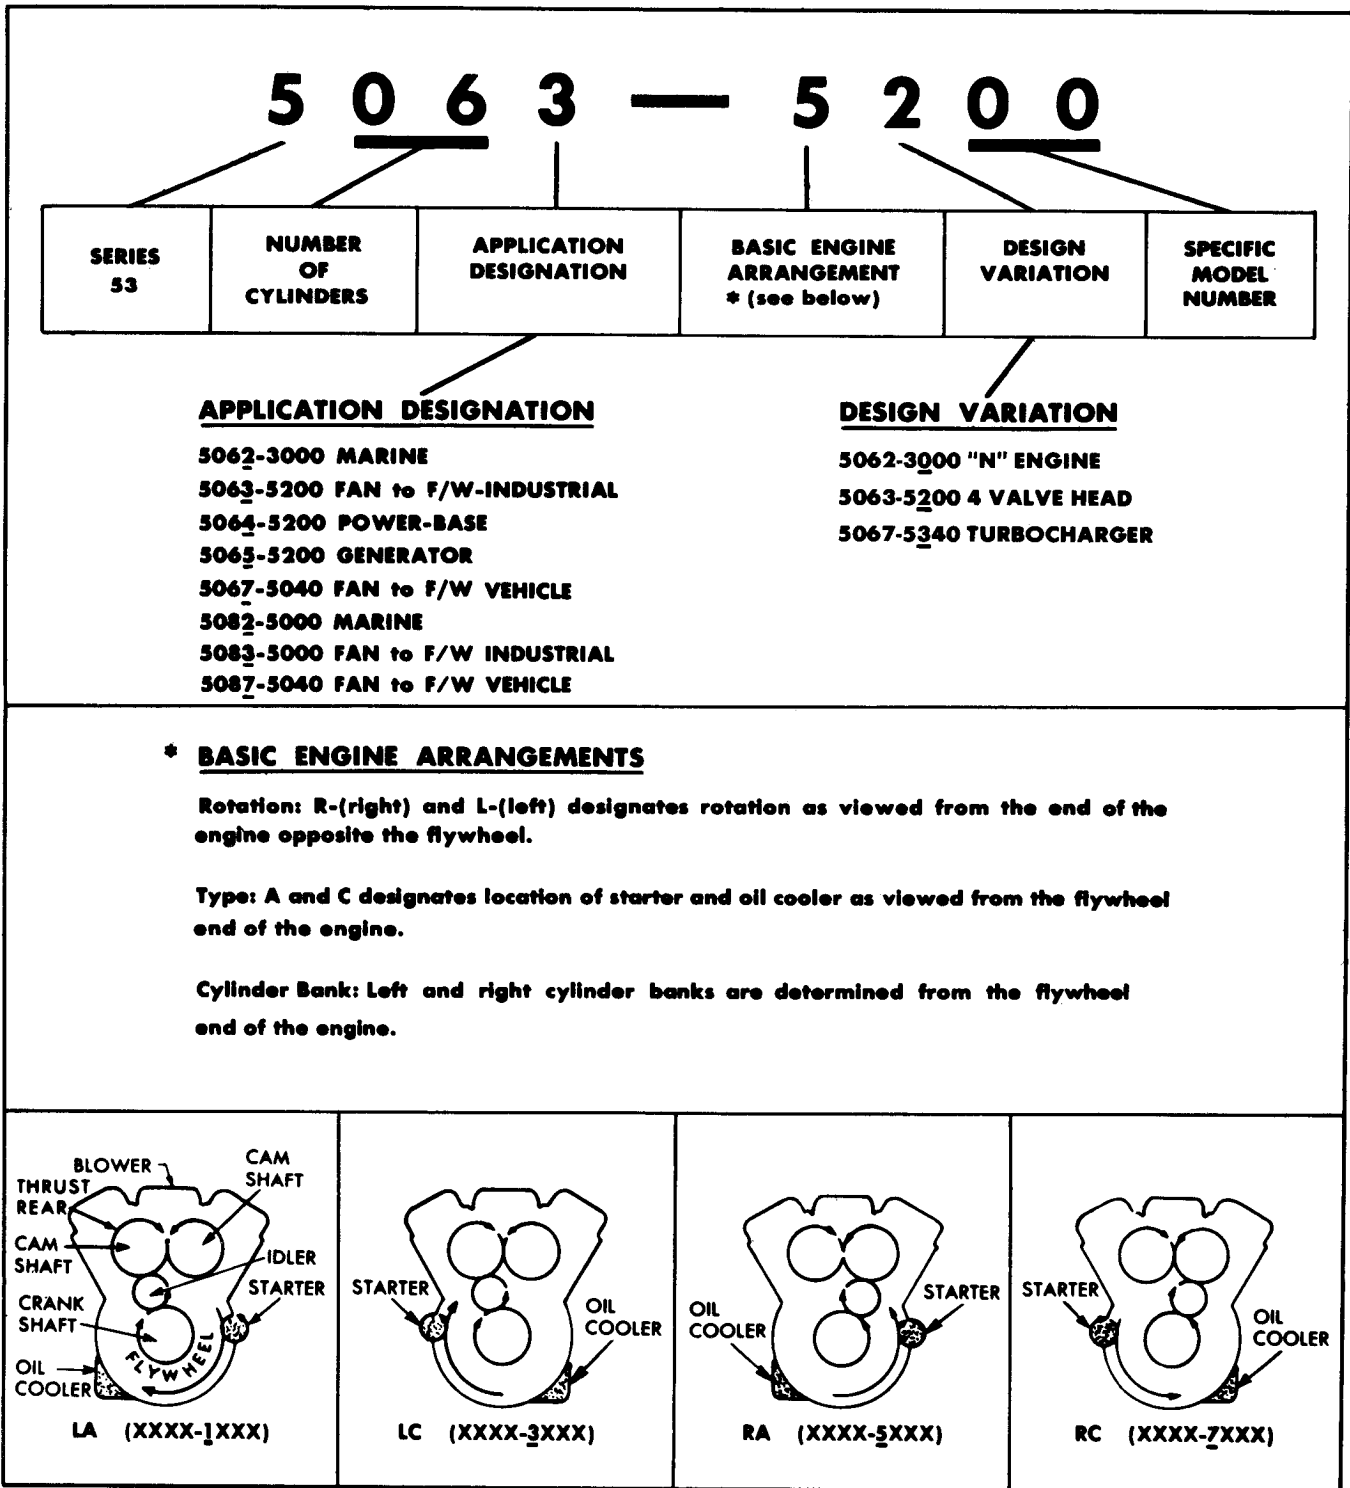 5 0 6 3 — 5 2 0 0
SERIES
53
NUMBER
OF
CYLINDERS
APPLICATION
DESIGNATION
BASIC ENGINE
ARRANGEMENT
* (see below)
DESIGN
VARIATION
SPECIFIC
MODEL
NUMBER
APPLICATION DESIGNATION
5062-3000 MARINE
5063-5200 FAN to F/W-INDUSTRIAL
5064-5200 POWER-BASE
5065-5200 GENERATOR
5067-5040 FAN to F/W VEHICLE
5082-5000 MARINE
5083-5000 FAN to F/W INDUSTRIAL
5087-5040 FAN to F/W VEHICLE
DESIGN VARIATION
5062-3000 "N" ENGINE
5063-5200 4 VALVE HEAD
5067-5340 TURBOCHARGER
* BASIC ENGINE ARRANGEMENTS
Rotation: R-(right) and L-(left) designates rotation as viewed from the end of the
engine opposite the flywheel.
Type: A and C designates location of starter and oil cooler as viewed from the flywheel
end of the engine.
Cylinder Bank: Left and right cylinder banks are determined from the flywheel
end of the engine.
BLOWER
CAM
SHAFT
THRUST
REAR
CAM
SHAFT
IDLER
STARTER
CRANK
SHAFT
FLYWHEEL
OIL
COOLER
LA (XXXX-1XXX)
STARTER
OIL
COOLER
LC (XXXX-3XXX)
OIL
COOLER
STARTER
RA (XXXX-5XXX)
STARTER
OIL
COOLER
RC (XXXX-7XXX)